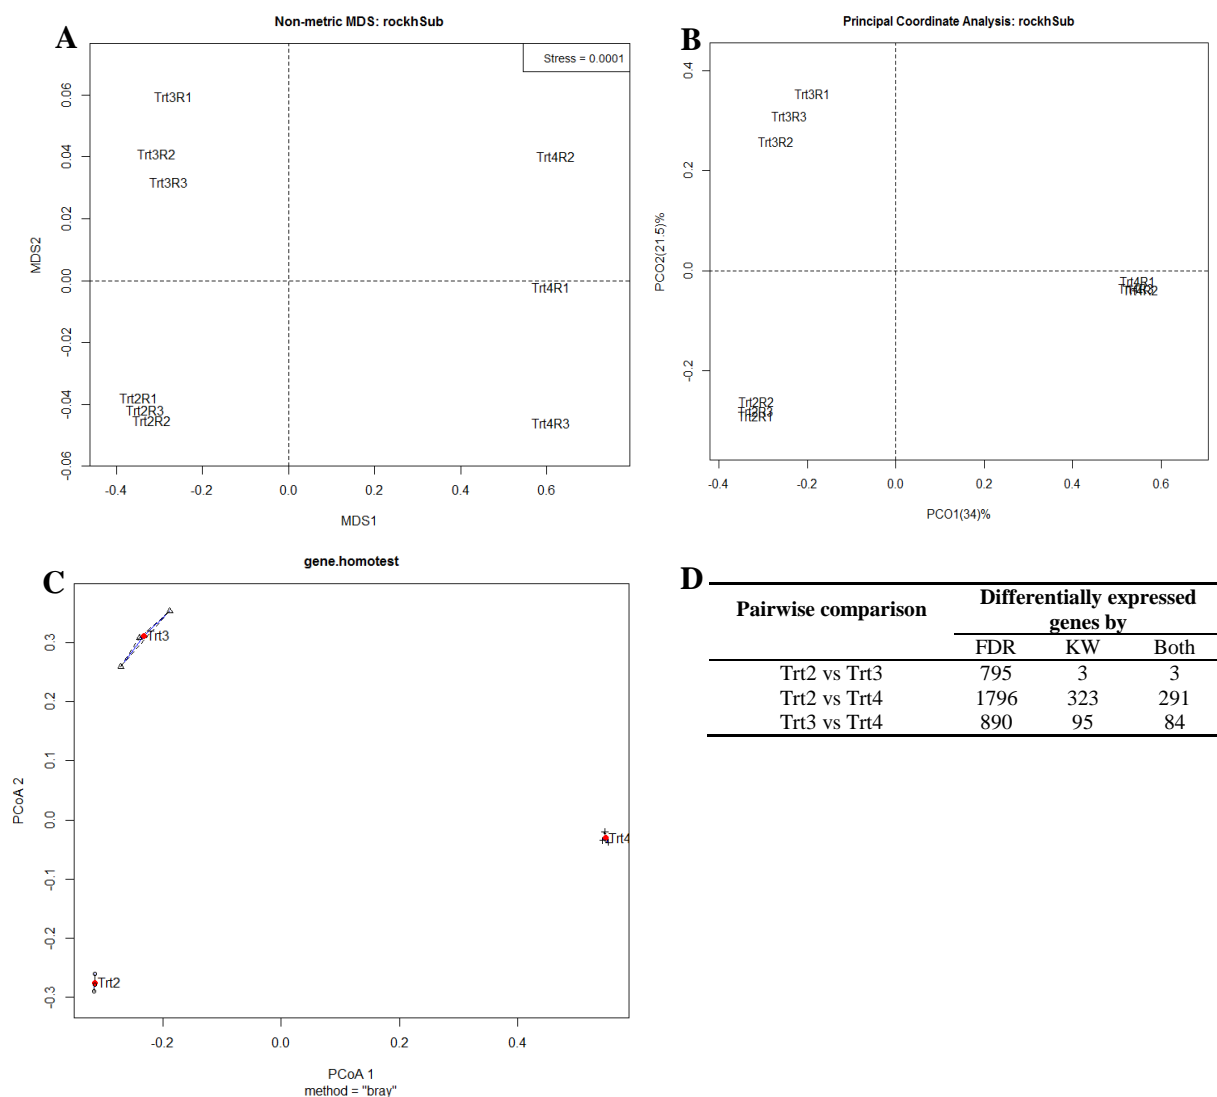 A
Non-metric MDS: rockhSub
Stress = 0.0001
0.06
0.04
0.02
0.00
-0.02
-0.04
-0.06
MDS2
Trt3R1
Trt3R2
Trt3R3
Trt4R2
Trt4R1
Trt2R1
Trt2R3
Trt2R2
Trt4R3
-0.4 -0.2 0.0 0.2 0.4 0.6
MDS1
B
Principal Coordinate Analysis: rockhSub
0.4
0.2
0.0
-0.2
PCO2(21.5)%
Trt3R1
Trt3R3
Trt3R2
Trt4R1
Trt4R3
Trt4R2
Trt2R2
Trt2R3
Trt2R1
-0.4 -0.2 0.0 0.2 0.4 0.6
PCO1(34)%
C
gene.homotest
0.3
0.2
0.1
0.0
-0.1
-0.2
-0.3
PCoA 2
Trt3
Trt4
Trt2
-0.2 0.0 0.2 0.4
PCoA 1
method = "bray"
D
Pairwise comparison
Differentially expressed
genes by
FDR KW Both
Trt2 vs Trt3 795 3 3
Trt2 vs Trt4 1796 323 291
Trt3 vs Trt4 890 95 84